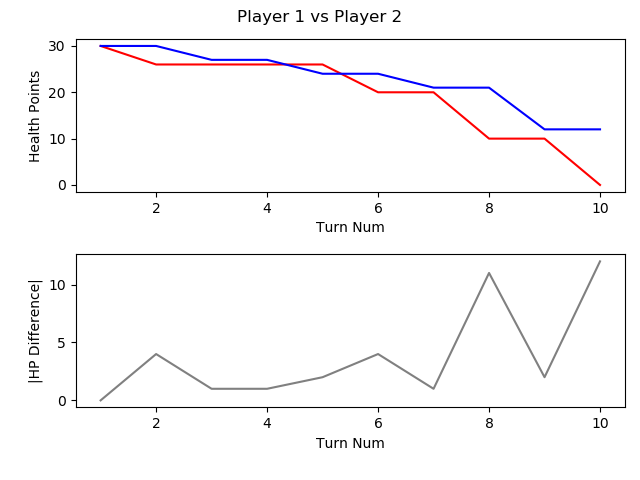 Player 1 vs Player 2
30
20
10
0
Health Points
2 4 6 8 10
Turn Num
10
5
0
|HP Difference|
2 4 6 8 10
Turn Num